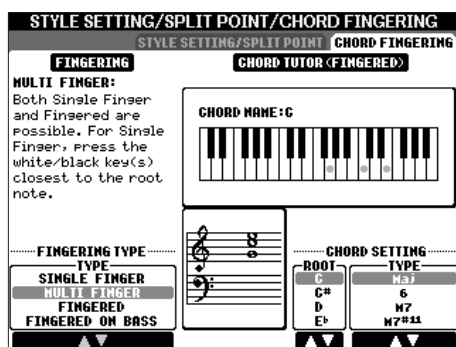 STYLE SETTING/SPLIT POINT/CHORD FINGERING
STYLE SETTING/SPLIT POINT
CHORD FINGERING
FINGERING
MULTI FINGER:
Both Single Finger
and Fingered are
possible. For Single
Finger, press the
white/black key(s)
closest to the root
note.
CHORD TUTOR (FINGERED)
CHORD NAME:C
FINGERING TYPE
TYPE
SINGLE FINGER
MULTI FINGER
FINGERED
FINGERED ON BASS
CHORD SETTING
ROOT
C
C#
D
E♭
TYPE
Maj
6
M7
M7#11